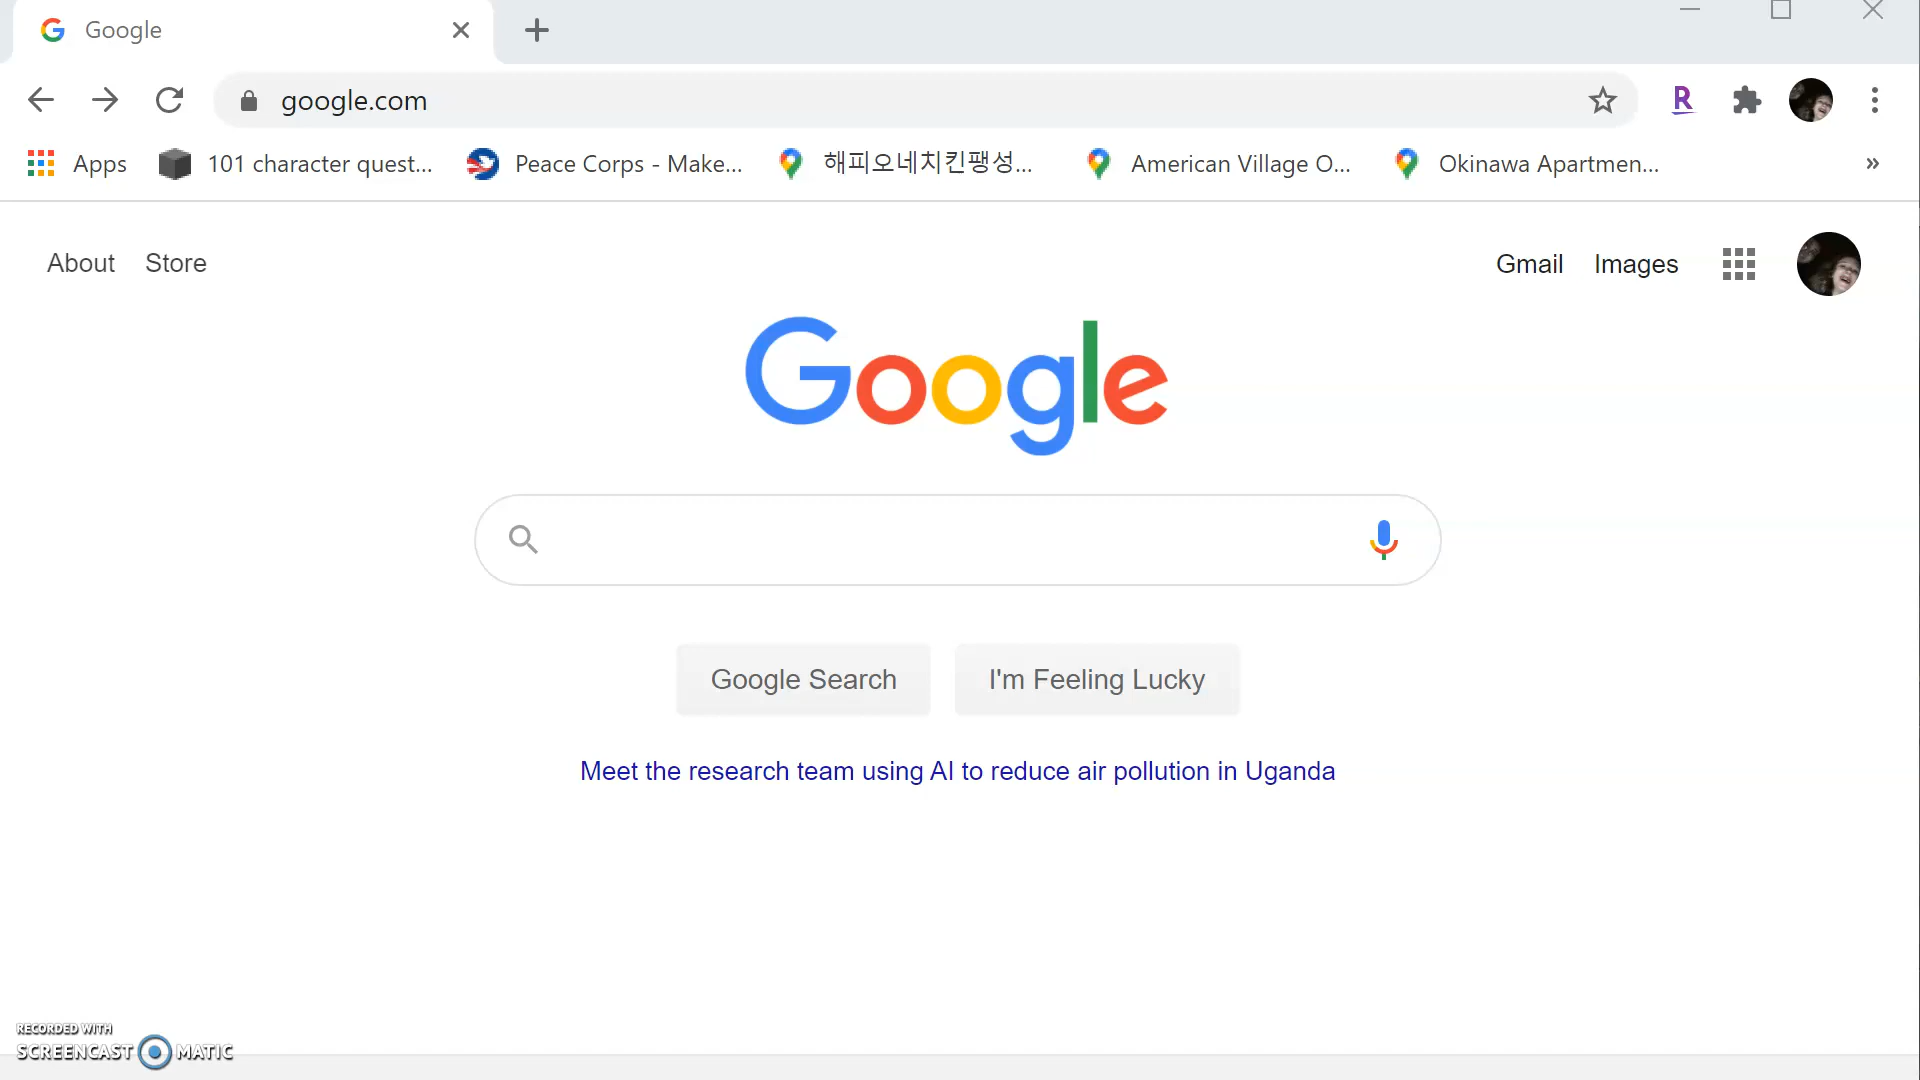 Google
google.com
R
Apps
101 character quest...
Peace Corps - Make...
해피오네치킨팽성...
American Village O...
Okinawa Apartmen...
»
About
Store
Gmail
Images
Google
Google Search
I'm Feeling Lucky
Meet the research team using AI to reduce air pollution in Uganda
RECORDED WITH
SCREENCAST MATIC